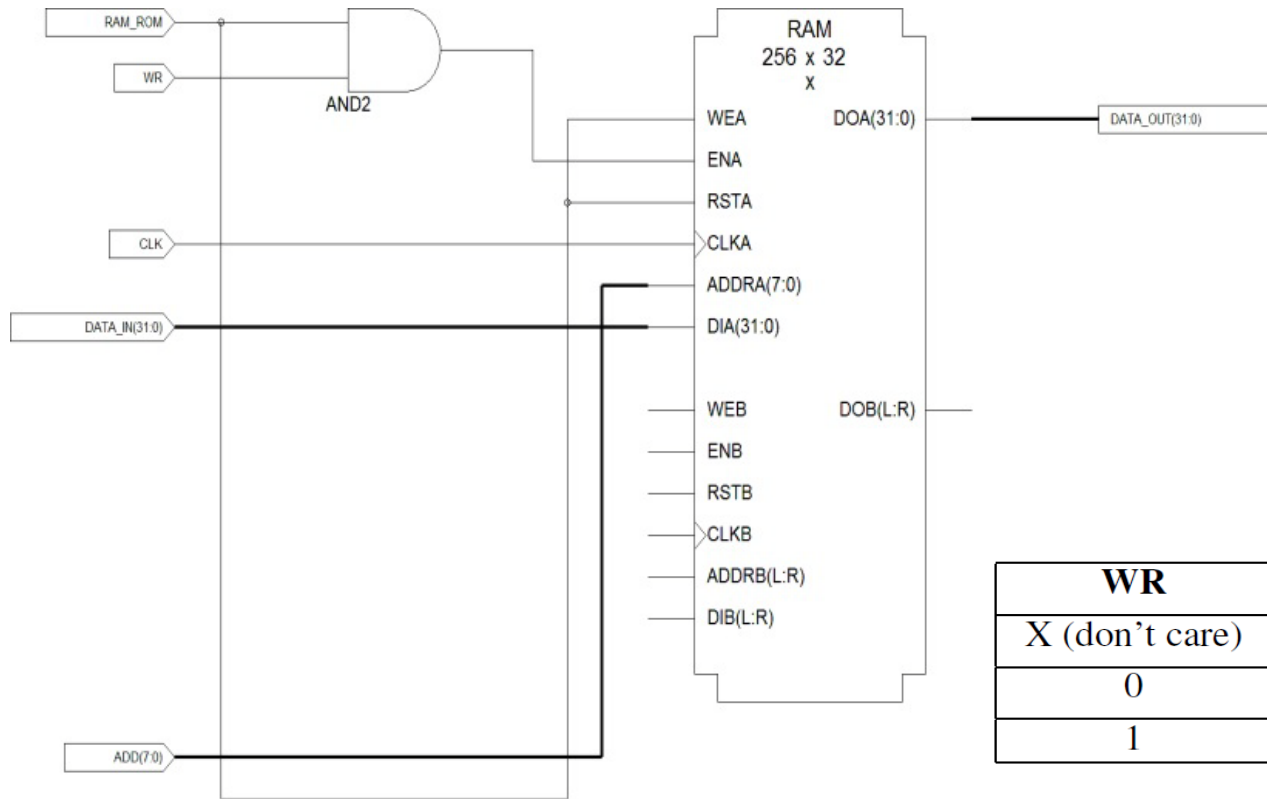 RAM_ROM
WR
AND2
CLK
DATA_IN(31:0)
ADD(7:0)
RAM
256 x 32
X
WEA
DOA(31:0)
ENA
RSTA
CLKA
ADDRA(7:0)
DIA(31:0)
WEB
DOB(L:R)
ENB
RSTB
CLKB
ADDRB(L:R)
DIB(L:R)
DATA_OUT(31:0)
WR
X (don't care)
0
1